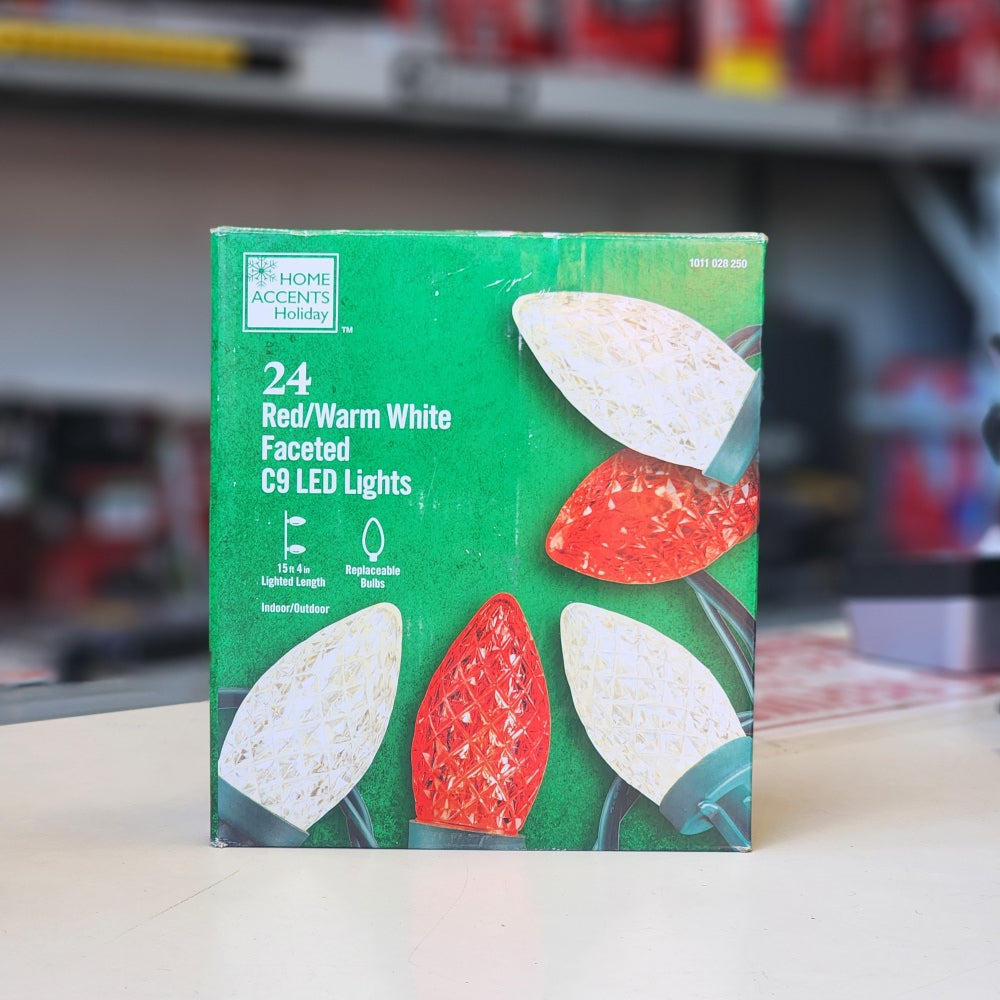 HOME
ACCENTS
Holiday
™
1011 028 250
24
Red/Warm White
Faceted
C9 LED Lights
15 ft 4 in
Lighted Length
Replaceable
Bulbs
Indoor/Outdoor